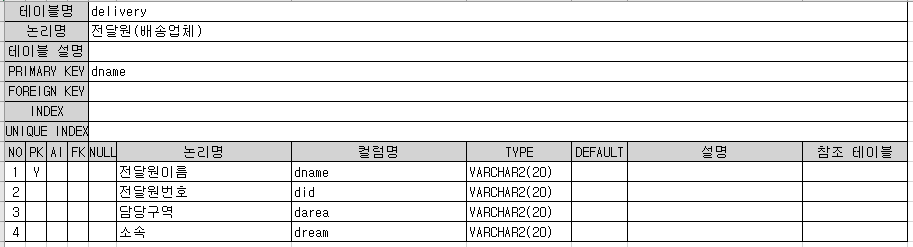 테이블명 delivery
논리명 전달원(배송업체)
테이블 설명
PRIMARY KEY dname
FOREIGN KEY
INDEX
UNIQUE INDEX
NO PK AI FK NULL 논리명 컬럼명 TYPE DEFAULT 설명 참조 테이블
1 Y 전달원이름 dname VARCHAR2(20)
2 전달원번호 did VARCHAR2(20)
3 담당구역 darea VARCHAR2(20)
4 소속 dream VARCHAR2(20)